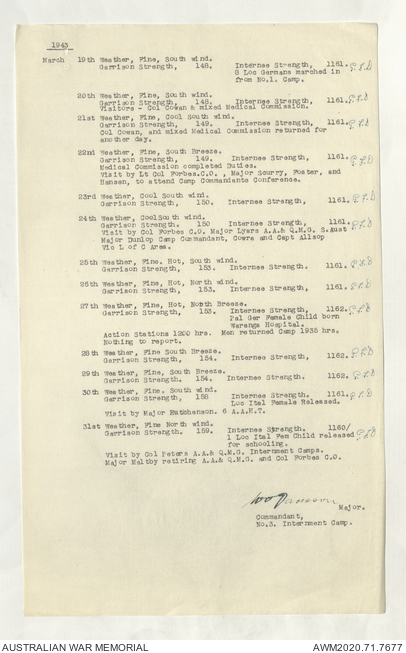 1943
March 19th Weather, Fine, South wind.
Garrison Strength, 148. Internee Strength, 1161.
8 Loc Germans marched in
from No.1. Camp.
20th Weather, Fine, South wind.
Garrison Strength, 148. Internee Strength, 1161.
Visitors - Col Cowan & mixed Medical Commission.
21st Weather, Fine, Cool South wind.
Garrison Strength, 149. Internee Strength, 1161.
Col Cowan, and mixed Medical Commission returned for
another day.
22nd Weather, Fine, South Breeze.
Garrison Strength, 149. Internee Strength, 1161.
Medical Commission completed Duties.
Visit by Lt Col Forbes.C.O. , Major Scurry, Foster, and
Hansen, to attend Camp Commandants Conference.
23rd Weather, Cool South wind.
Garrison Strength, 150. Internee Strength, 1161.
24th Weather, CoolSouth wind.
Garrison Strength, 150 Internee Strength, 1161.
Visit by Col Forbes C.O. Major Lyars A.A.& Q.M.G. S.Aust
Major Dunlop Camp Commandant, Cowra and Capt Allsop
Vic L of C Area.
25th Weather, Fine, Hot, South wind.
Garrison Strength, 153. Internee Strength. 1161.
26th Weather, Fine, Hot, North wind.
Garrison Strength, 153. Internee Strength. 1161.
27th Weather, Fine, Hot, North Breeze.
Garrison Strength, 153. Internee Strength, 1162.
Pal Ger Female Child born
Waranga Hospital.
Action Stations 1200 hrs. Men returned Camp 1935 hrs.
Nothing to report.
28th Weather, Fine South Breeze.
Garrison Strength, 154. Internee Strength, 1162.
29th Weather, Fine, South Breeze.
Garrison Strength. 154. Internee Strength. 1162.
30th Weather, Fine. South wind.
Garrison Strength, 158 Internee Strength, 1161.
Loc Ital Female Released.
Visit by Major 6 A.A.R.T.
31st Weather, Fine North wind.
Garrison Strength. 159. Internee Strength. 1160/
1 Loc Ital Fem Child released
for schooling.
Visit by Col Peters A.A.& Q.M.G. Internment Camps.
Major Maltby retiring A.A.& Q.M.G. and Col Forbes C.O.
Major.
Commandant,
No.3. Internment Camp.
AUSTRALIAN WAR MEMORIAL AWM2020.71.7677